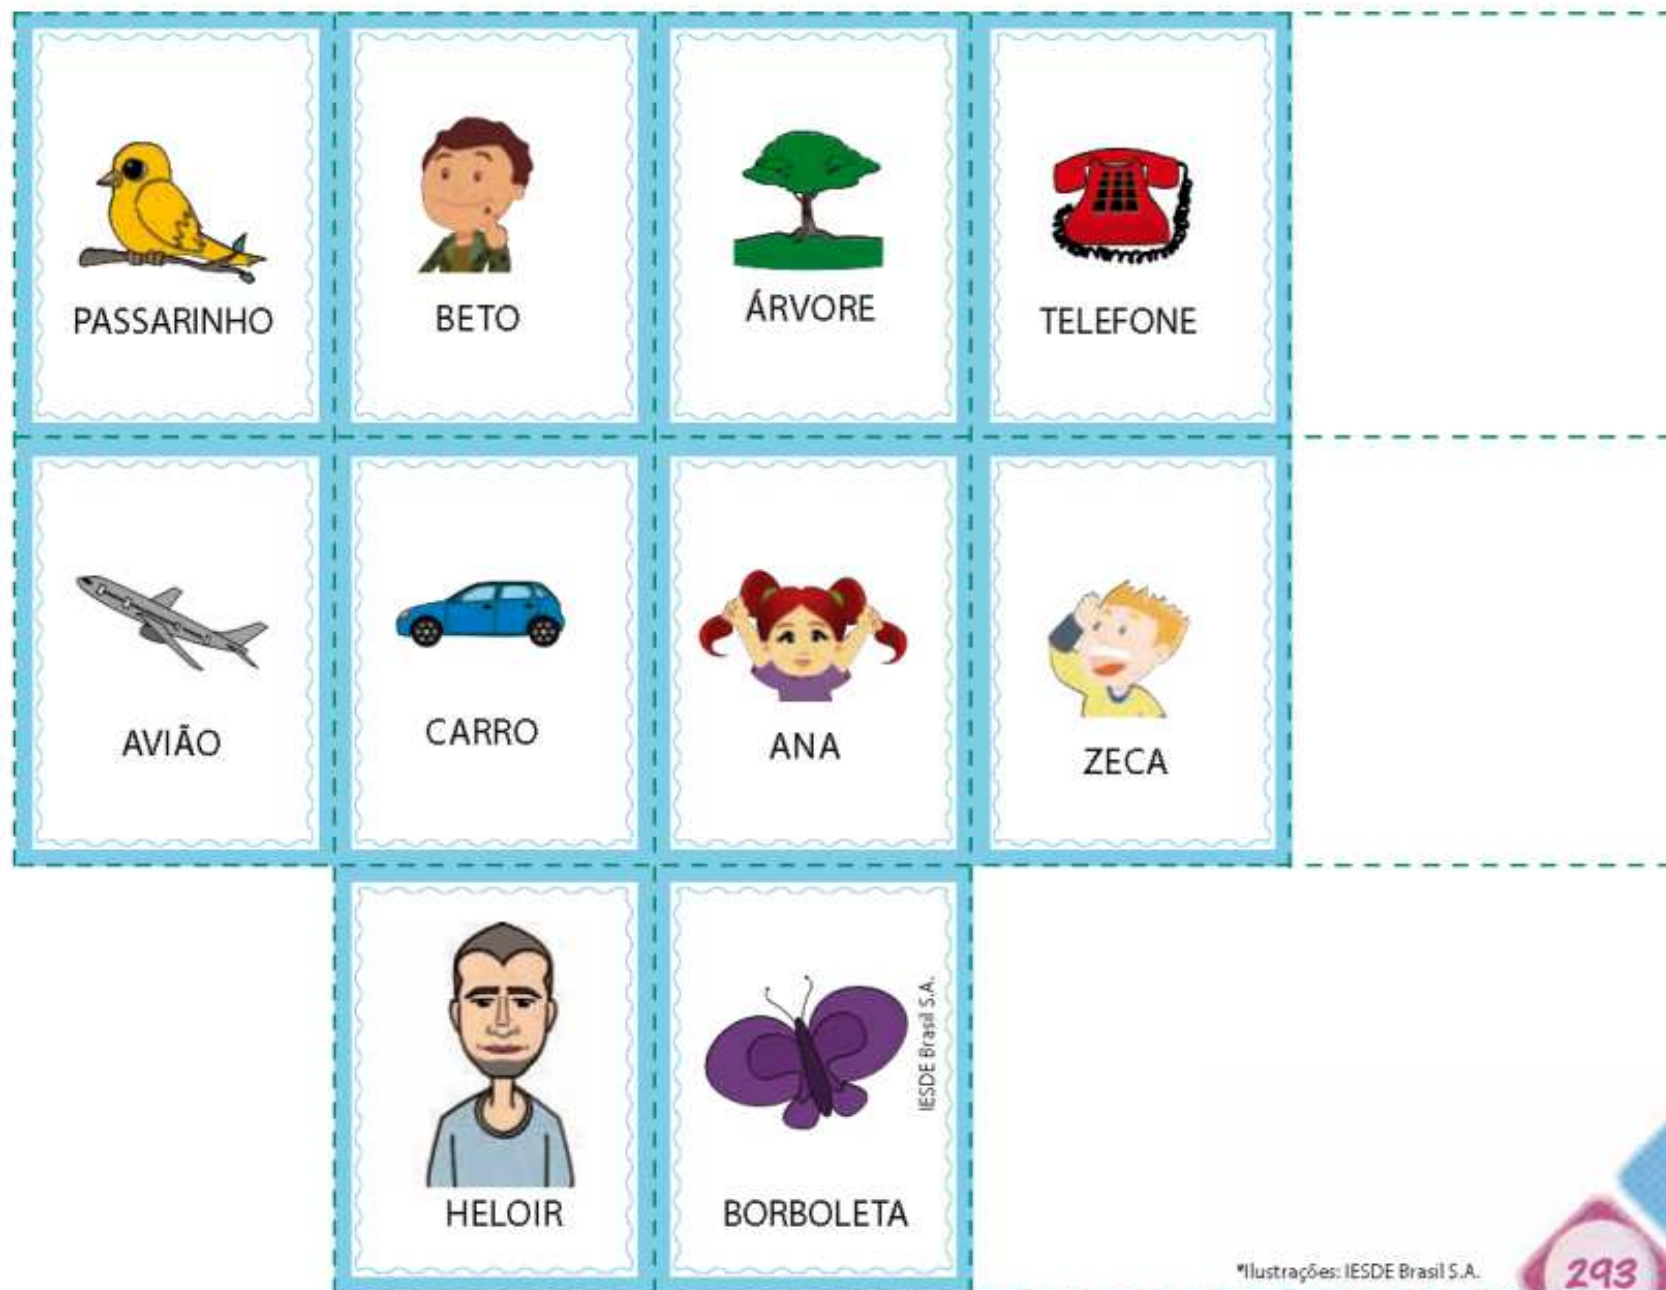 PASSARINHO
BETO
ÁRVORE
TELEFONE
AVIÃO
CARRO
ANA
ZECA
HELOIR
BORBOLETA
IESDE Brasil S.A.
*Ilustrações: IESDE Brasil S.A.
293